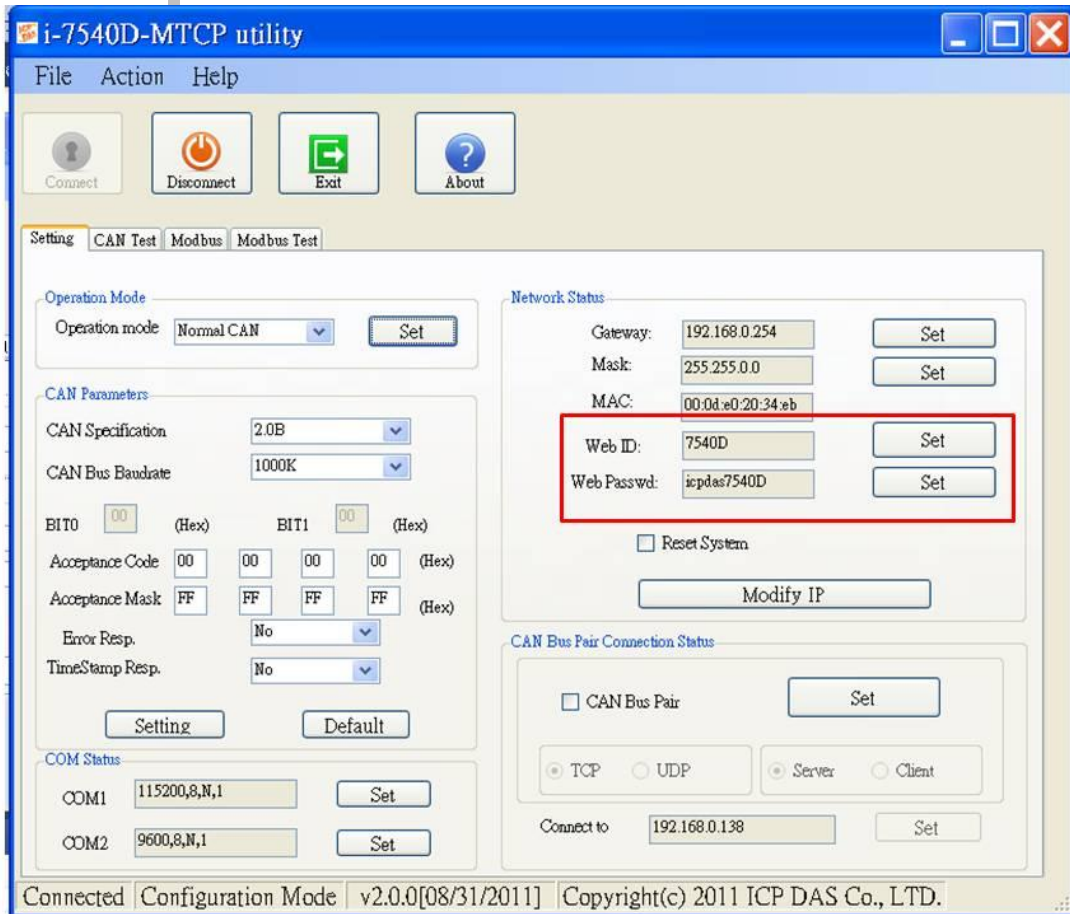 i-7540D-MTCP utility
File Action Help
Connect Disconnect Exit About
Setting CAN Test Modbus Modbus Test
Operation Mode
Operation mode Normal CAN Set
CAN Parameters
CAN Specification 2.0B
CAN Bus Baudrate 1000K
BIT0 00 (Hex) BIT1 00 (Hex)
Acceptance Code 00 00 00 00 (Hex)
Acceptance Mask FF FF FF FF (Hex)
Error Resp. No
TimeStamp Resp. No
Setting Default
COM Status
COM1 115200,8,N,1 Set
COM2 9600,8,N,1 Set
Network Status
Gateway: 192.168.0.254 Set
Mask: 255.255.0.0 Set
MAC: 00:0d:e0:20:34:eb
Web ID: 7540D Set
Web Passwd: icpdas7540D Set
Reset System
Modify IP
CAN Bus Pair Connection Status
CAN Bus Pair Set
TCP UDP Server Client
Connect to 192.168.0.138 Set
Connected Configuration Mode v2.0.0[08/31/2011] Copyright(c) 2011 ICP DAS Co., LTD.